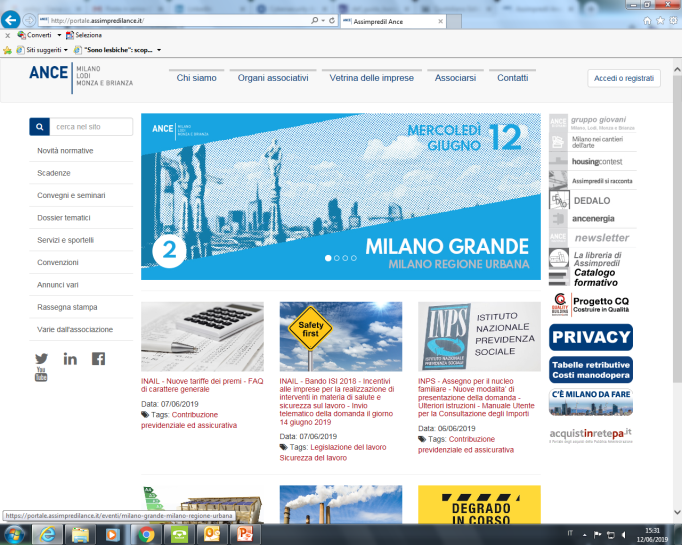 http://portale.assimpredilance.it/
Assimpredil Ance
Converti
Seleziona
Siti suggeriti
"Sono lesbiche": scop...
ANCE
MILANO
LODI
MONZA E BRIANZA
Chi siamo
Organi associativi
Vetrina delle imprese
Associarsi
Contatti
Accedi o registrati
cerca nel sito
Novità normative
Scadenze
Convegni e seminari
Dossier tematici
Servizi e sportelli
Convenzioni
Annunci vari
Rassegna stampa
Varie dall'associazione
You
Tube
ANCE
MILANO
LODI
MONZA E BRIANZA
MERCOLEDÌ
GIUGNO
12
2
MILANO GRANDE
MILANO REGIONE URBANA
INAIL - Nuove tariffe dei premi - FAQ
di carattere generale
Data: 07/06/2019
Tags: Contribuzione
previdenziale ed assicurativa
Safety
first
INAIL - Bando ISI 2018 - Incentivi
alle imprese per la realizzazione di
interventi in materia di salute e
sicurezza sul lavoro - Invio
telematico della domanda il giorno
14 giugno 2019
Data: 07/06/2019
Tags: Legislazione del lavoro
Sicurezza del lavoro
INPS
ISTITUTO
NAZIONALE
PREVIDENZA
SOCIALE
INPS - Assegno per il nucleo
familiare - Nuove modalita' di
presentazione della domanda -
Ulteriori istruzioni - Manuale Utente
per la Consultazione degli Importi
Data: 06/06/2019
Tags: Contribuzione
previdenziale ed assicurativa
DEGRADO
IN CORSO
ANCE
gruppo giovani
Milano, Lodi, Monza e Brianza
Milano nei cantieri
dell'arte
housingcontest
Assimpredil si racconta
DEDALO
ancenergia
ANCE
newsletter
La libreria di
Assimpredil
Catalogo
formativo
QUALITY
BUILDING
Progetto CQ
Costruire in Qualità
PRIVACY
Tabelle retributive
Costi manodopera
C'È MILANO DA FARE
acquistinretepa.it
https://portale.assimpredilance.it/eventi/milano-grande-milano-regione-urbana
IT
15:31
12/06/2019